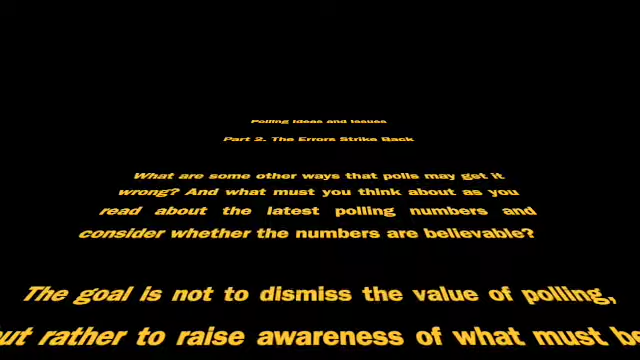 Polling Ideas and Issues
Part 2. The Errors Strike Back
What are some other ways that polls may get it
wrong? And what must you think about as you
read about the latest polling numbers and
consider whether the numbers are believable?
The goal is not to dismiss the value of polling,
but rather to raise awareness of what must be